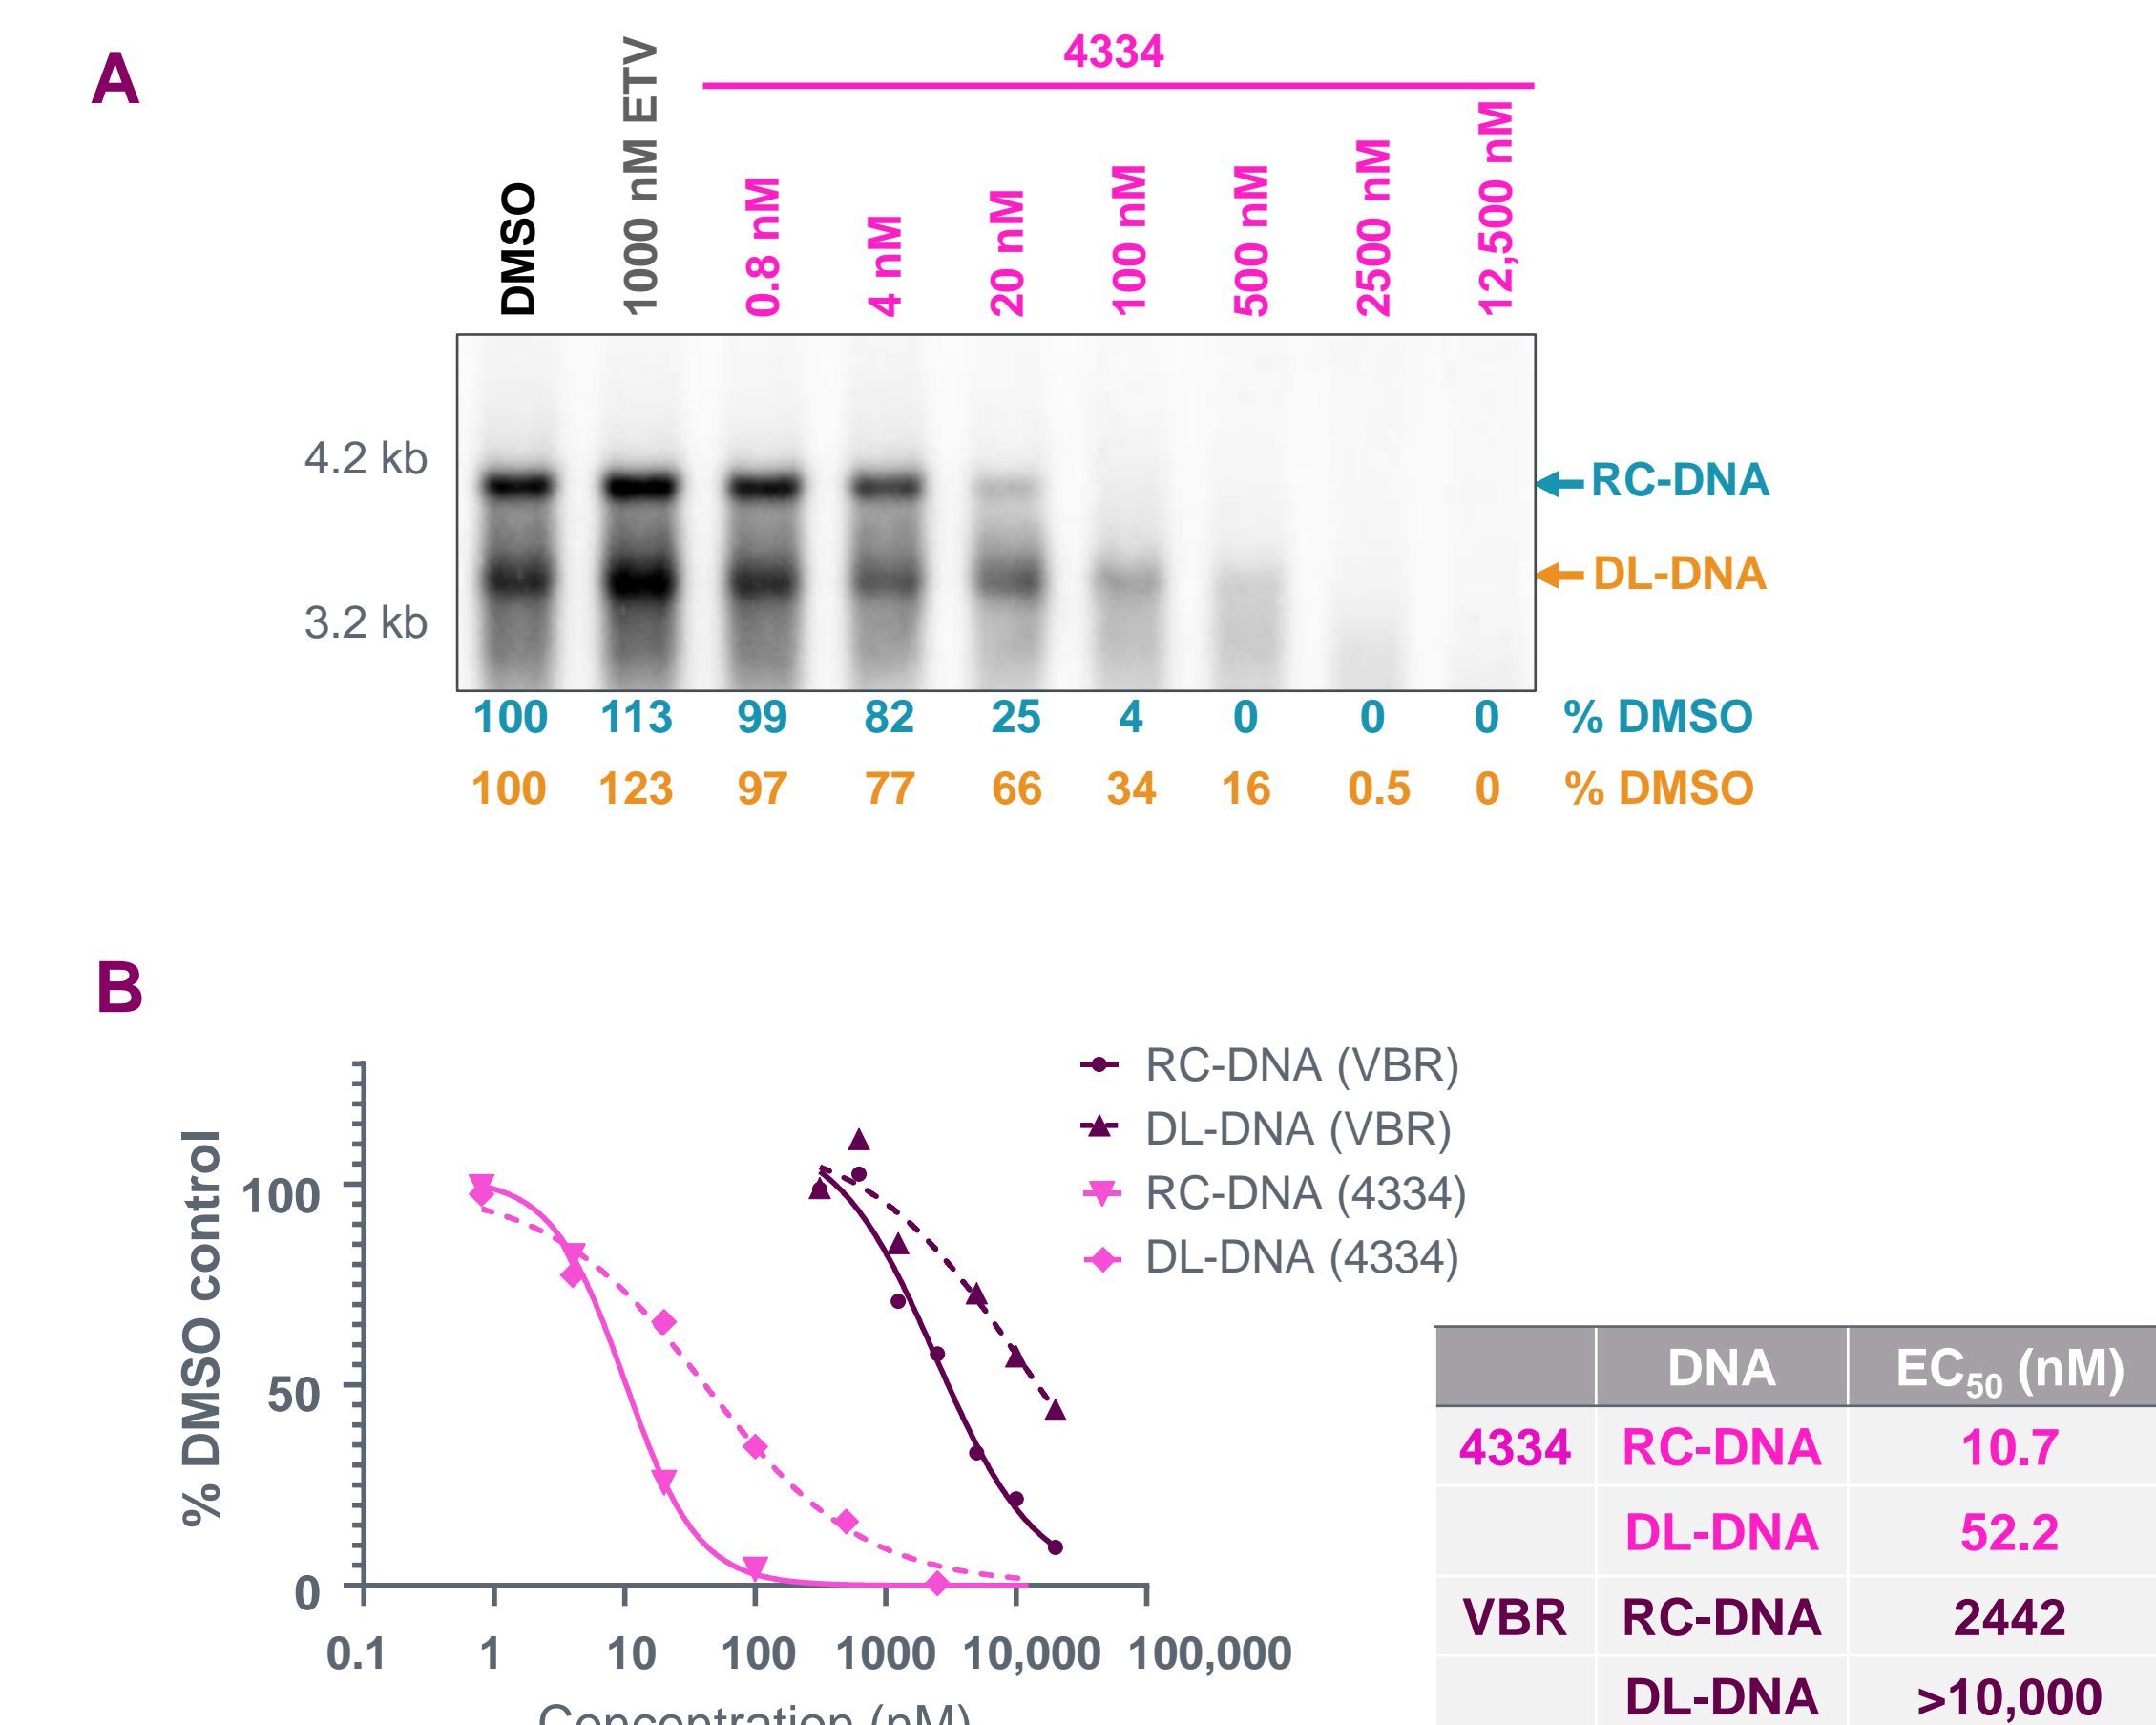 A
4334
DMSO
1000 nM ETV
0.8 nM
4 nM
20 nM
100 nM
500 nM
2500 nM
12,500 nM
4.2 kb
3.2 kb
RC-DNA
DL-DNA
100 113 99 82 25 4 0 0 0 % DMSO
100 123 97 77 66 34 16 0.5 0 % DMSO
B
% DMSO control
100
50
0
0.1 1 10 100 1000 10,000 100,000
Concentration (nM)
RC-DNA (VBR)
DL-DNA (VBR)
RC-DNA (4334)
DL-DNA (4334)
DNA EC50 (nM)
4334 RC-DNA 10.7
DL-DNA 52.2
VBR RC-DNA 2442
DL-DNA >10,000